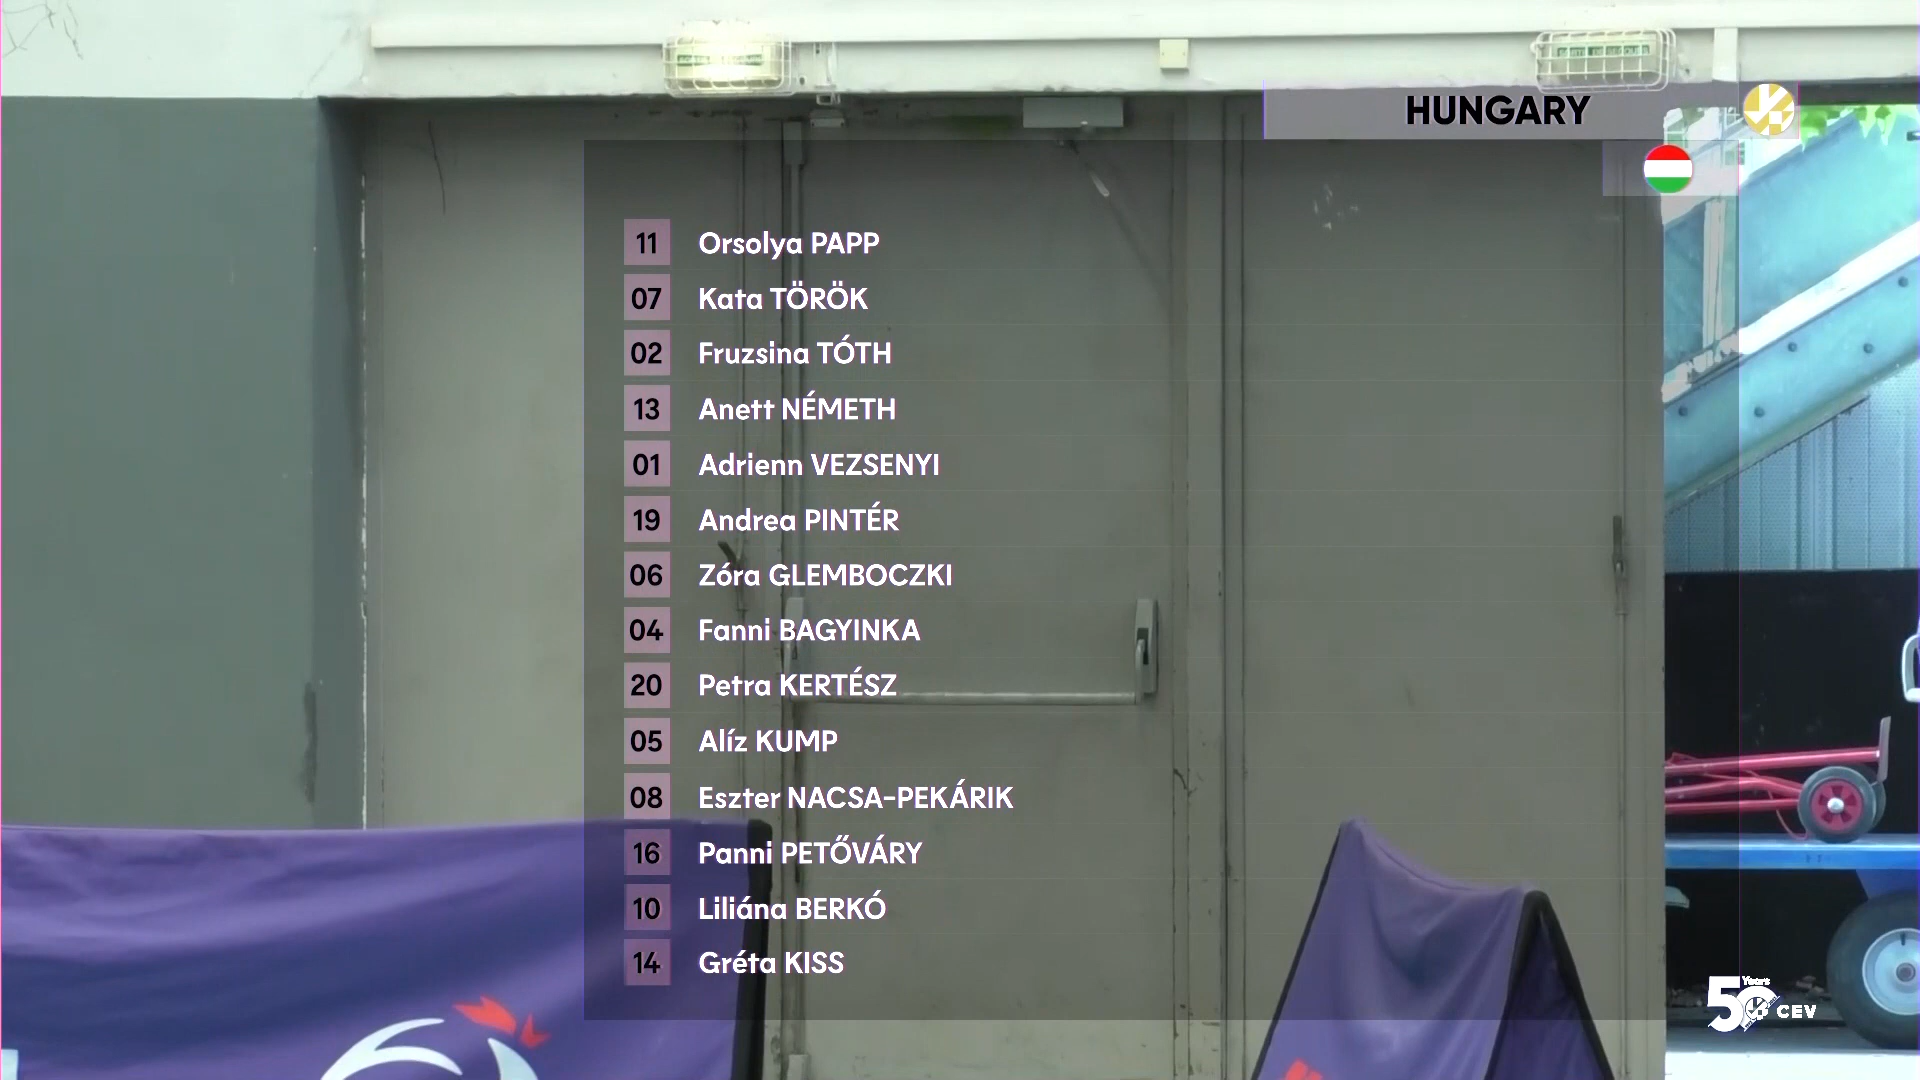 HUNGARY
11 Orsolya PAPP
07 Kata TÖRÖK
02 Fruzsina TÓTH
13 Anett NÉMETH
01 Adrienn VEZSENYI
19 Andrea PINTÉR
06 Zóra GLEMBOCZKI
04 Fanni BAGYINKA
20 Petra KERTÉSZ
05 Alíz KUMP
08 Eszter NACSA-PEKÁRIK
16 Panni PETŐVÁRY
10 Liliána BERKÓ
14 Gréta KISS
50 Years CEV